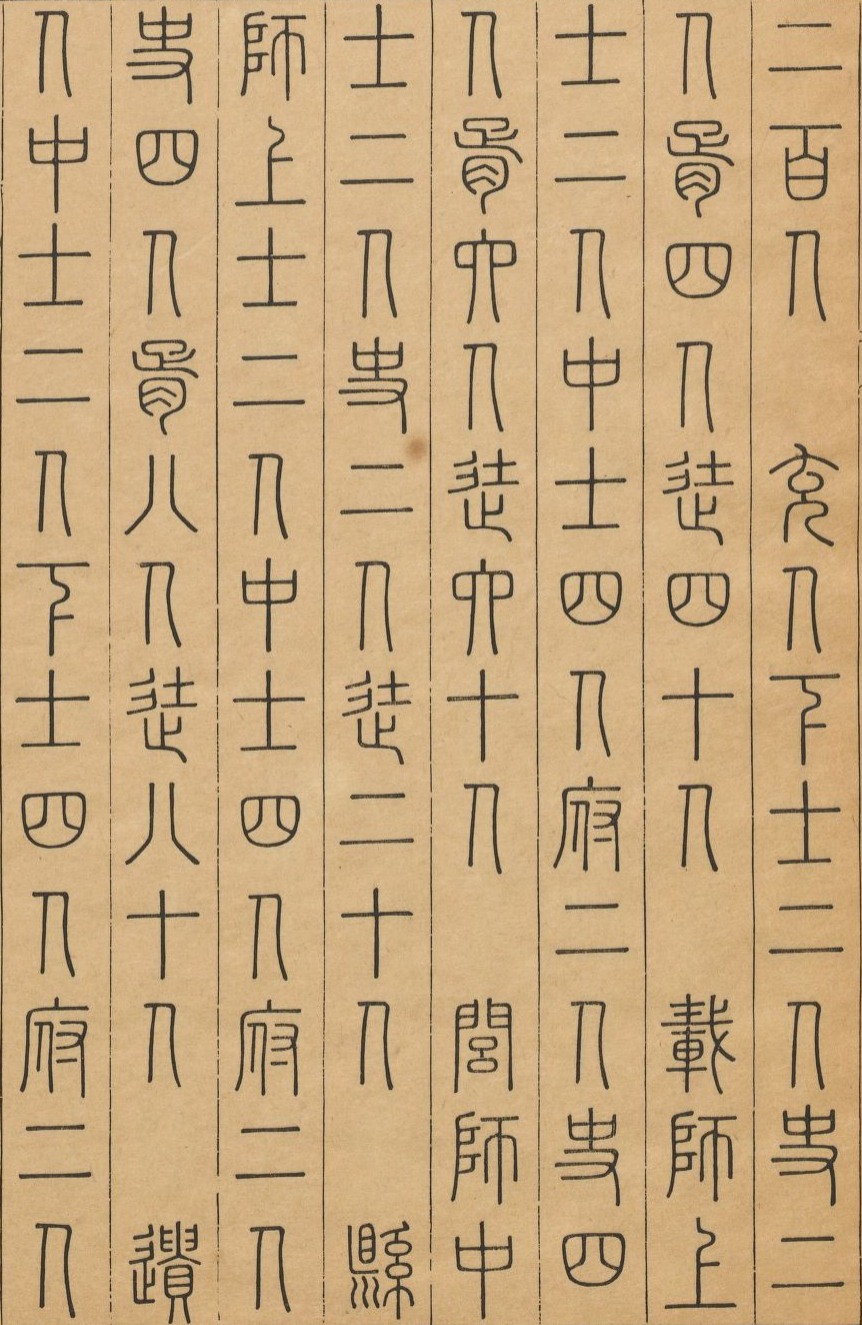 二百人　充人下士二人史二
人胥四人徒四十人　載師上
士二人中士四人府二人史四
人胥六人徒六十人　閭師中
士二人史二人徒二十人　縣
師上士二人中士四人府二人
史四人胥八人徒八十人　遺
人中士二人下士四人府二人